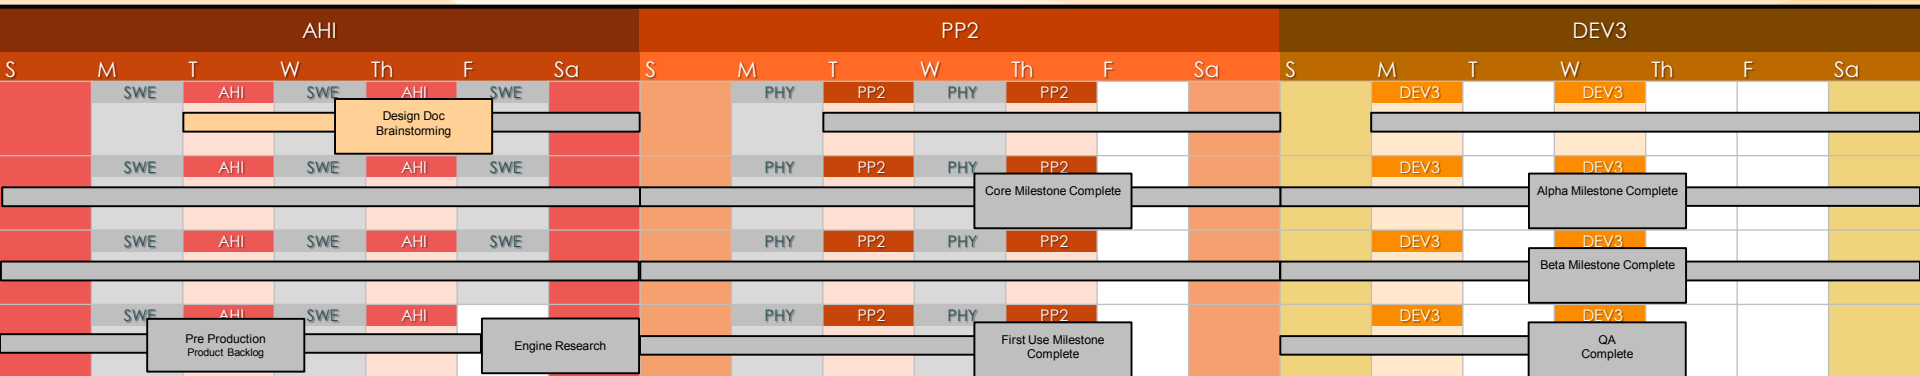 AHI PP2 DEV3
S M T W Th F Sa S M T W Th F Sa S M T W Th F Sa
SWE AHI SWE AHI SWE PHY PP2 PHY PP2 DEV3 DEV3
Design Doc
Brainstorming
SWE AHI SWE AHI SWE PHY PP2 PHY PP2 DEV3 DEV3
Core Milestone Complete Alpha Milestone Complete
SWE AHI SWE AHI SWE PHY PP2 PHY PP2 DEV3 DEV3
Beta Milestone Complete
SWE AHI SWE AHI PHY PP2 PHY PP2 DEV3 DEV3
Pre Production
Product Backlog
Engine Research
First Use Milestone
Complete
QA
Complete